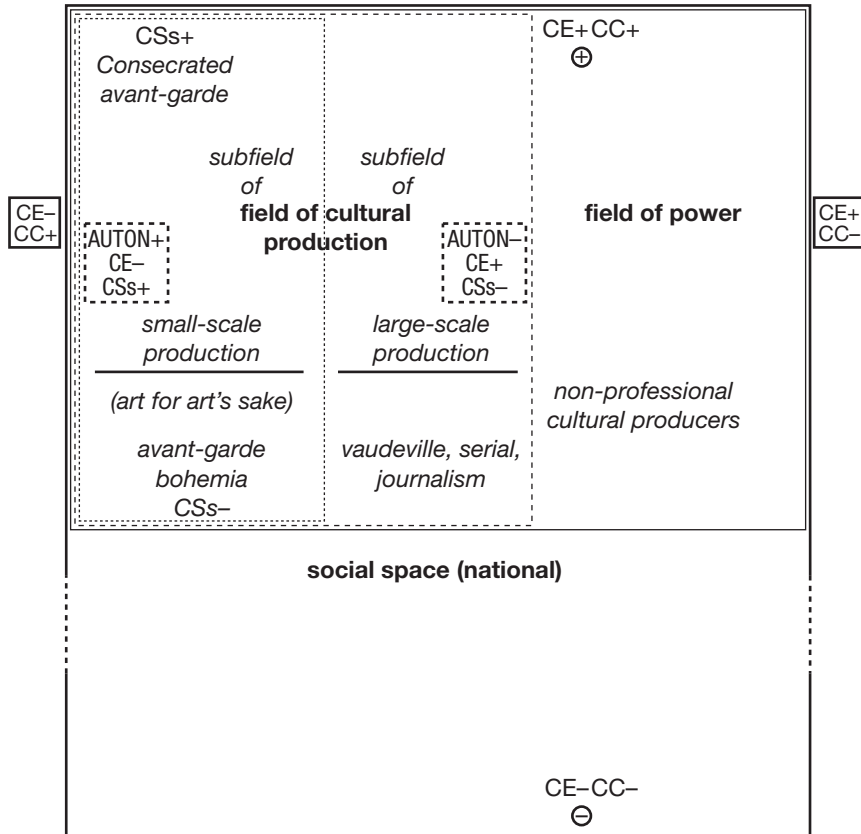 CSs+
Consecrated
avant-garde
CE+CC+
+
subfield
of
subfield
of
field of cultural
production
field of power
CE–
CC+
AUTON+
CE–
CSs+
AUTON–
CE+
CSs–
CE+
CC–
small-scale
production
large-scale
production
(art for art’s sake)
non-professional
cultural producers
avant-garde
bohemia
CSs–
vaudeville, serial,
journalism
social space (national)
CE–CC–
–